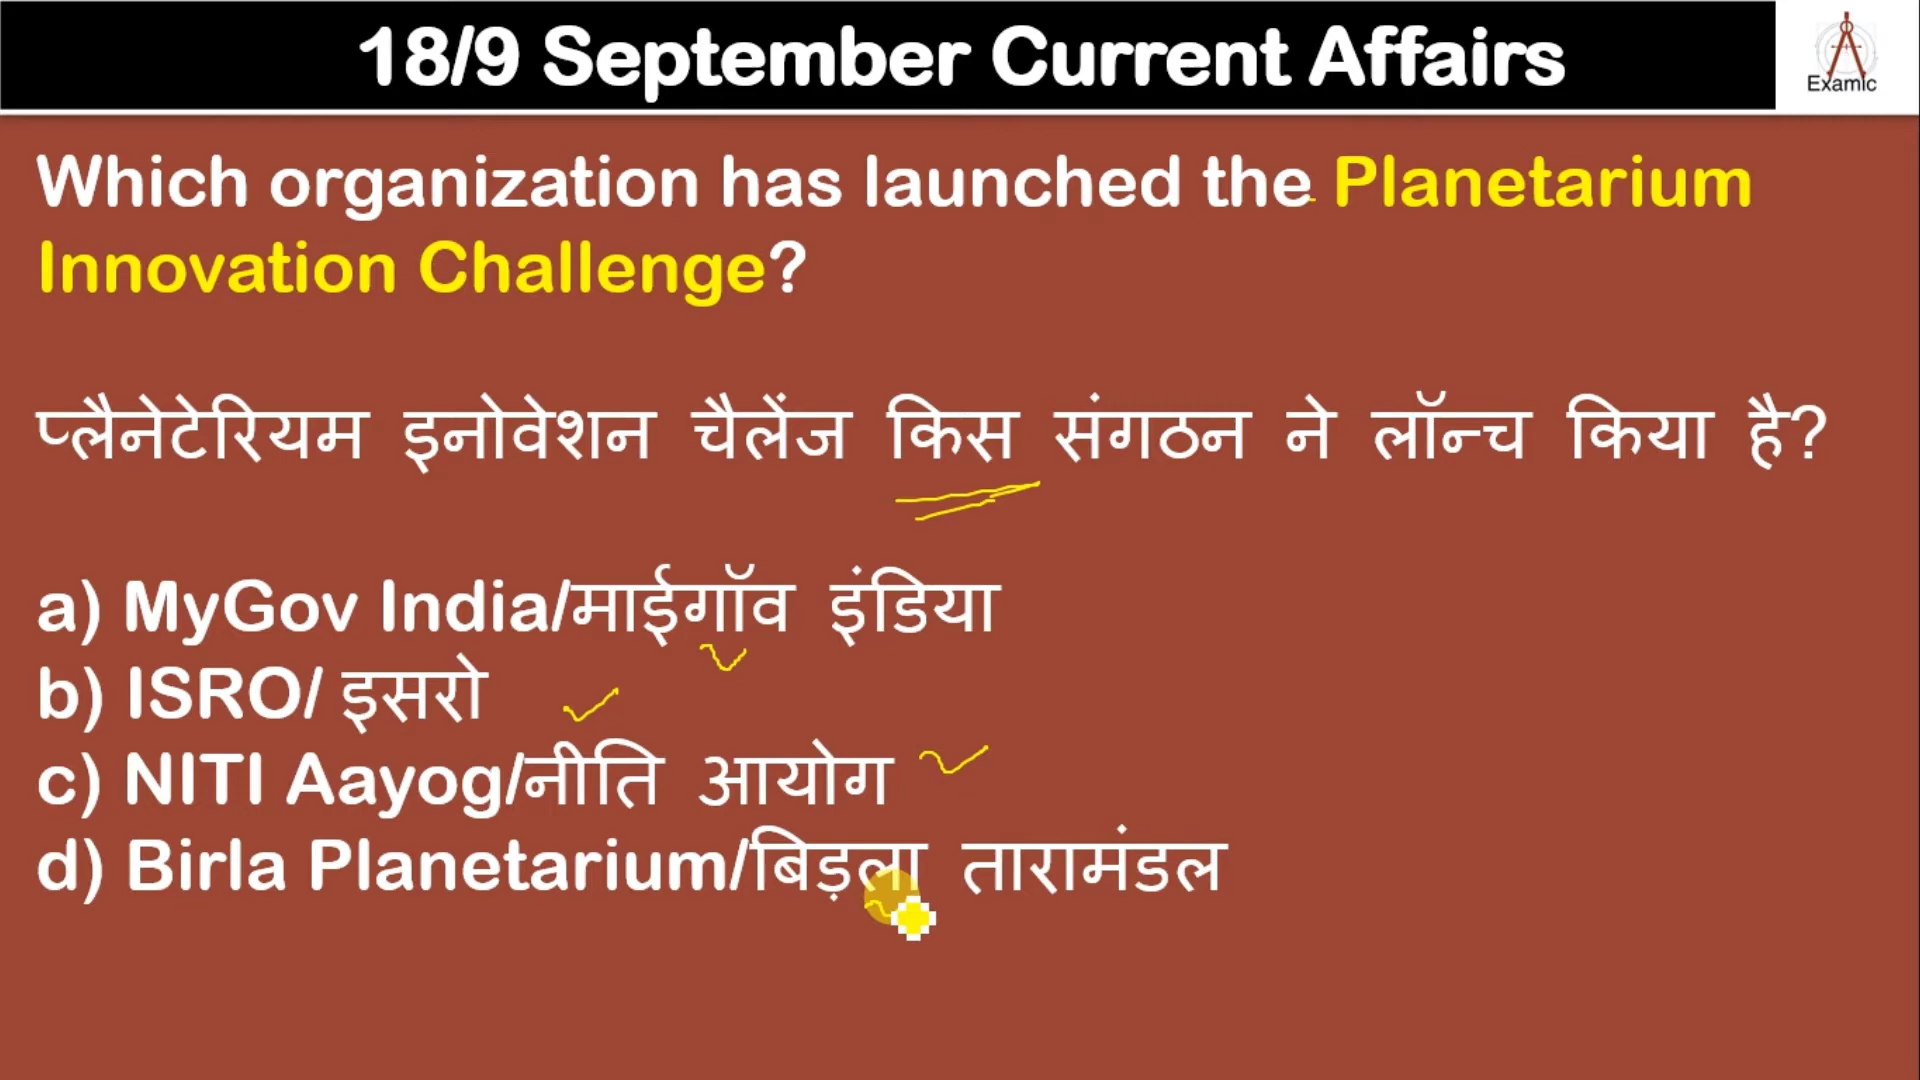 18/9 September Current Affairs
Examic
Which organization has launched the Planetarium
Innovation Challenge?
प्लैनेटेरियम इनोवेशन चैलेंज किस संगठन ने लॉन्च किया है?
a) MyGov India/माईगॉव इंडिया
b) ISRO/ इसरो
c) NITI Aayog/नीति आयोग
d) Birla Planetarium/बिड़ला तारामंडल